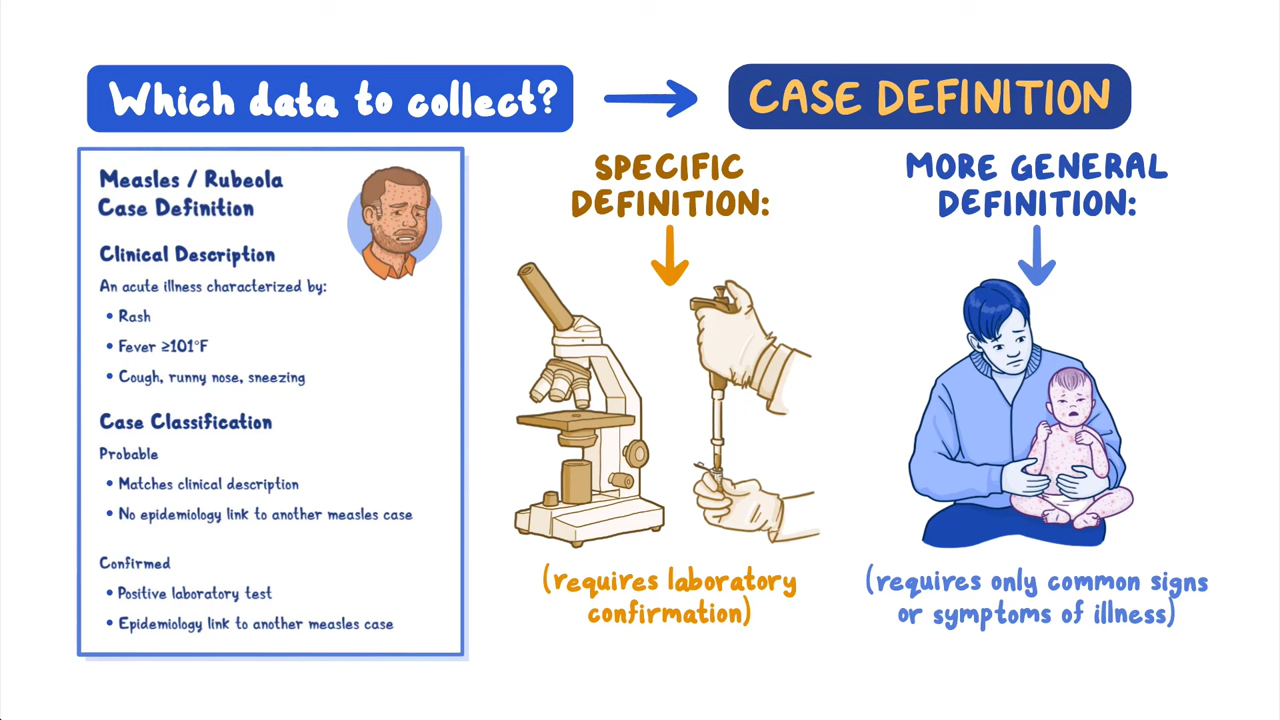 Which data to collect?
CASE DEFINITION
Measles / Rubeola
Case Definition
Clinical Description
An acute illness characterized by:
• Rash
• Fever ≥101°F
• Cough, runny nose, sneezing
Case Classification
Probable
• Matches clinical description
• No epidemiology link to another measles case
Confirmed
• Positive laboratory test
• Epidemiology link to another measles case
SPECIFIC
DEFINITION:
(requires laboratory
confirmation)
MORE GENERAL
DEFINITION:
(requires only common signs
or symptoms of illness)